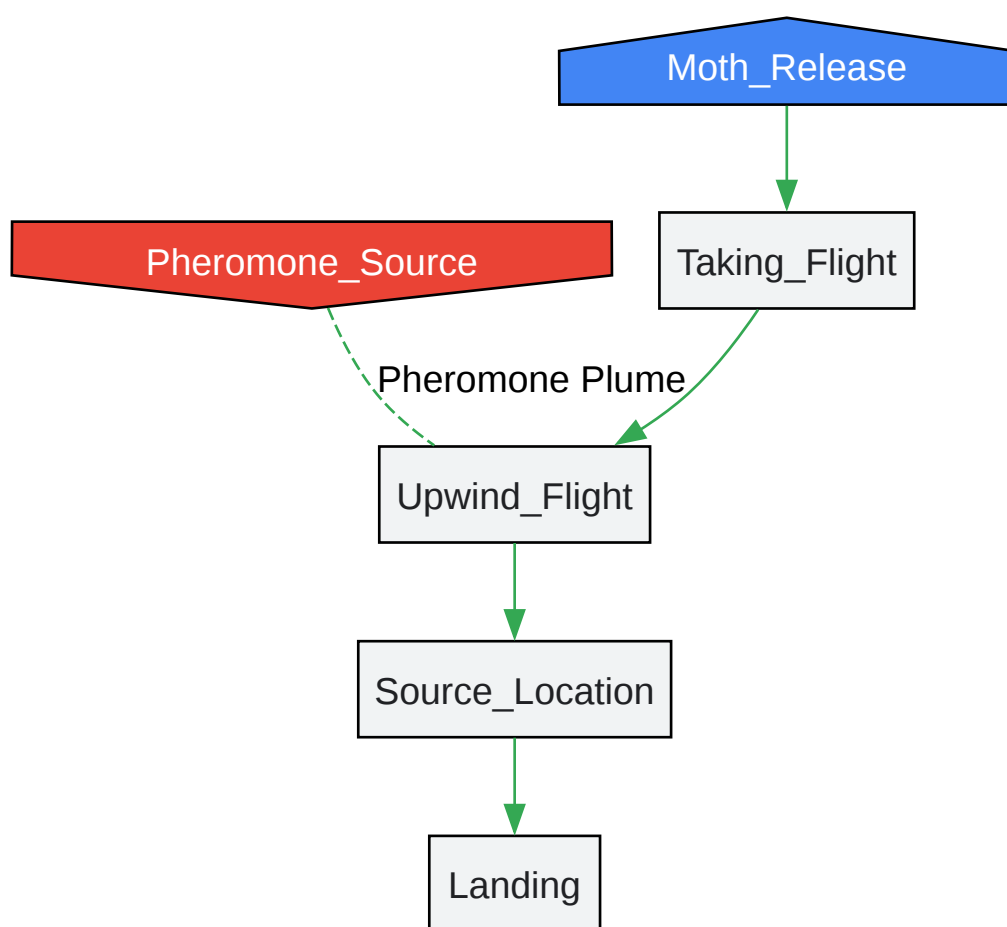 Moth_Release
Pheromone_Source
Taking_Flight
Pheromone Plume
Upwind_Flight
Source_Location
Landing